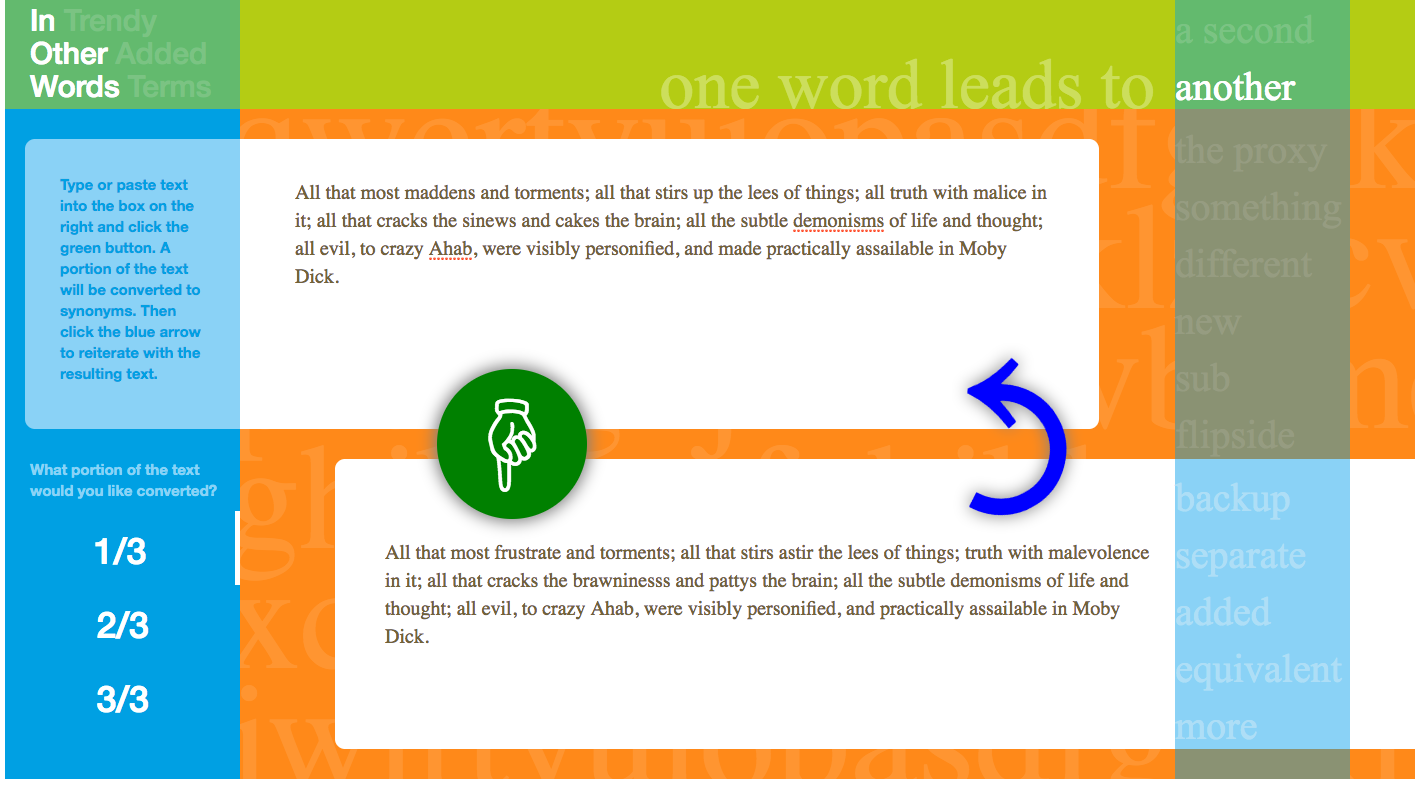 In Trendy
Other Added
Words Terms
one word leads to
a second
another
the proxy
something
different
new
sub
flipside
backup
separate
added
equivalent
more
Type or paste text
into the box on the
right and click the
green button. A
portion of the text
will be converted to
synonyms. Then
click the blue arrow
to reiterate with the
resulting text.
All that most maddens and torments; all that stirs up the lees of things; all truth with malice in
it; all that cracks the sinews and cakes the brain; all the subtle demonisms of life and thought;
all evil, to crazy Ahab, were visibly personified, and made practically assailable in Moby
Dick.
What portion of the text
would you like converted?
1/3
2/3
3/3
All that most frustrate and torments; all that stirs astir the lees of things; truth with malevolence
in it; all that cracks the brawninesss and pattys the brain; all the subtle demonisms of life and
thought; all evil, to crazy Ahab, were visibly personified, and practically assailable in Moby
Dick.